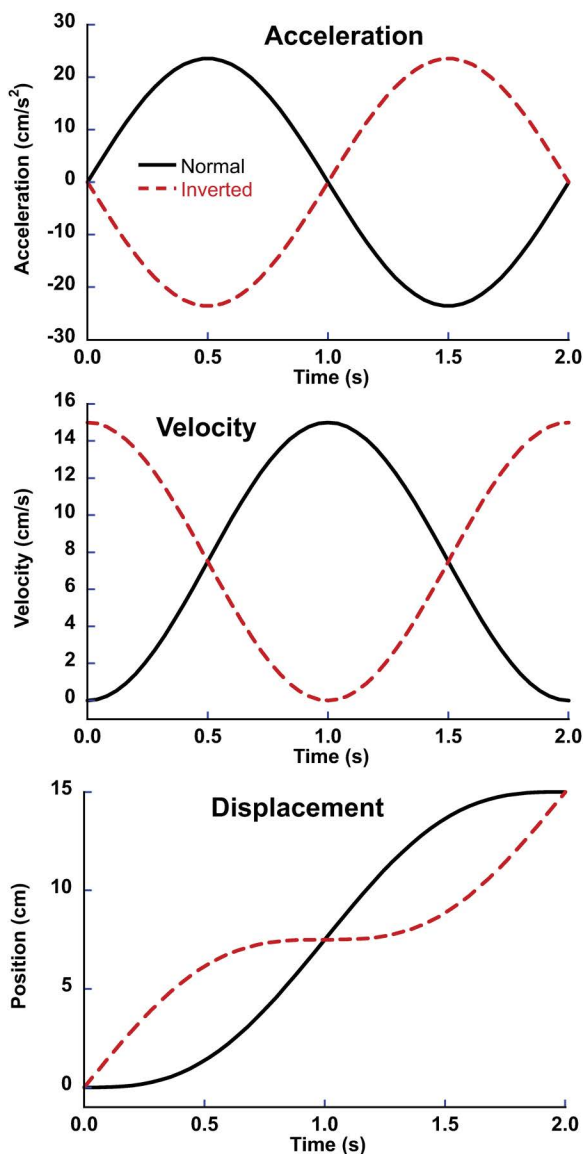 Acceleration
Acceleration (cm/s²)
30
20
10
0
-10
-20
-30
Normal
Inverted
0.0 0.5 1.0 1.5 2.0
Time (s)
Velocity
Velocity (cm/s)
16
14
12
10
8
6
4
2
0
0.0 0.5 1.0 1.5 2.0
Time (s)
Displacement
Position (cm)
15
10
5
0
0.0 0.5 1.0 1.5 2.0
Time (s)